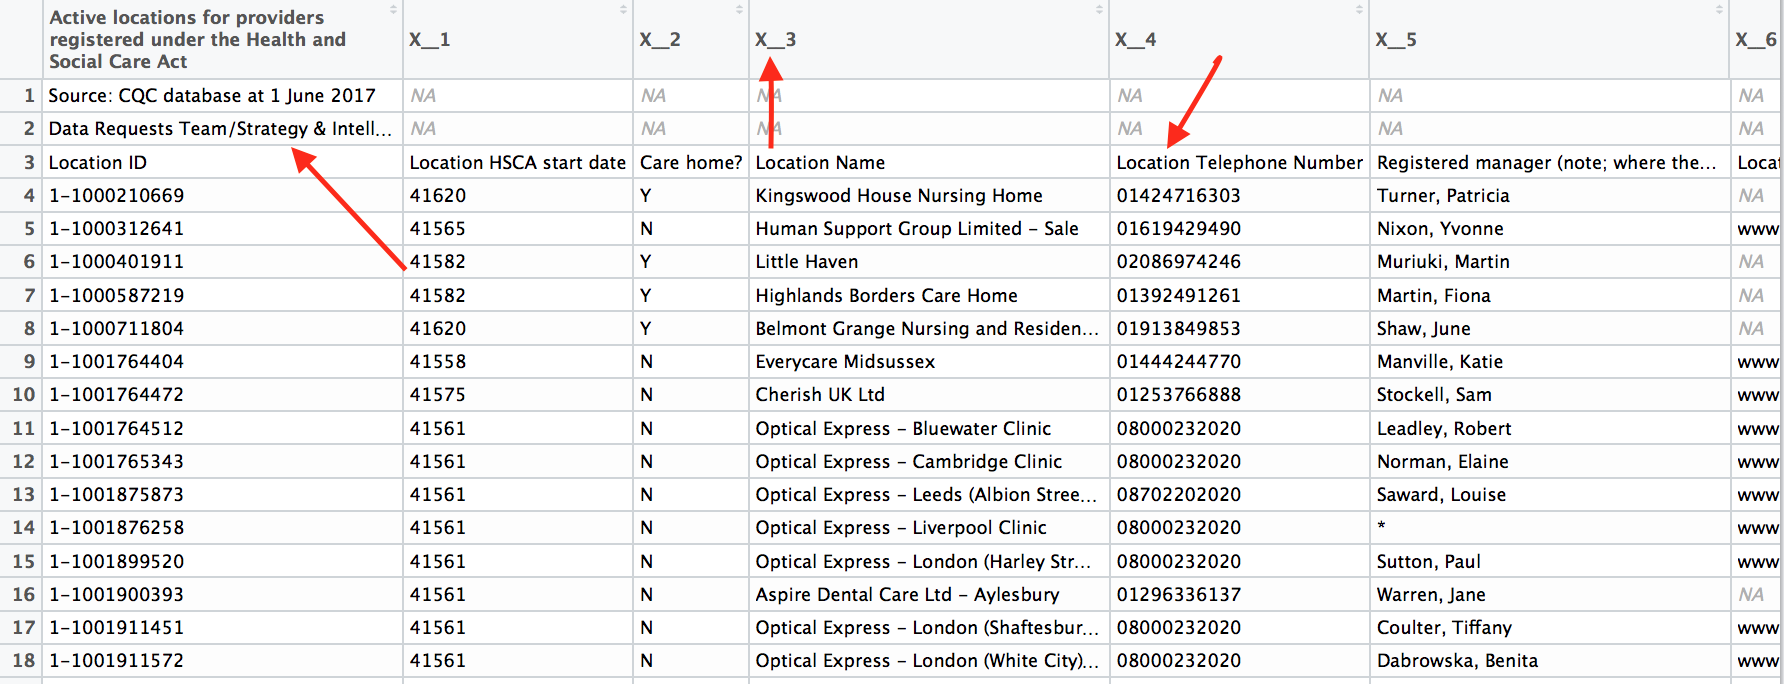 Active locations for providers
registered under the Health and
Social Care Act X__1 X__2 X__3 X__4 X__5 X__6
1 Source: CQC database at 1 June 2017 NA NA NA NA NA NA
2 Data Requests Team/Strategy & Intell... NA NA NA NA NA NA
3 Location ID Location HSCA start date Care home? Location Name Location Telephone Number Registered manager (note; where the... Locat
4 1-1000210669 41620 Y Kingswood House Nursing Home 01424716303 Turner, Patricia NA
5 1-1000312641 41565 N Human Support Group Limited - Sale 01619429490 Nixon, Yvonne www
6 1-1000401911 41582 Y Little Haven 02086974246 Muriuki, Martin NA
7 1-1000587219 41582 Y Highlands Borders Care Home 01392491261 Martin, Fiona NA
8 1-1000711804 41620 Y Belmont Grange Nursing and Residen... 01913849853 Shaw, June NA
9 1-1001764404 41558 N Everycare Midsussex 01444244770 Manville, Katie www
10 1-1001764472 41575 N Cherish UK Ltd 01253766888 Stockell, Sam www
11 1-1001764512 41561 N Optical Express - Bluewater Clinic 08000232020 Leadley, Robert www
12 1-1001765343 41561 N Optical Express - Cambridge Clinic 08000232020 Norman, Elaine www
13 1-1001875873 41561 N Optical Express - Leeds (Albion Stree... 08702202020 Saward, Louise www
14 1-1001876258 41561 N Optical Express - Liverpool Clinic 08000232020 * www
15 1-1001899520 41561 N Optical Express - London (Harley Str... 08000232020 Sutton, Paul www
16 1-1001900393 41561 N Aspire Dental Care Ltd - Aylesbury 01296336137 Warren, Jane NA
17 1-1001911451 41561 N Optical Express - London (Shaftesbur... 08000232020 Coulter, Tiffany www
18 1-1001911572 41561 N Optical Express - London (White City)... 08000232020 Dabrowska, Benita www